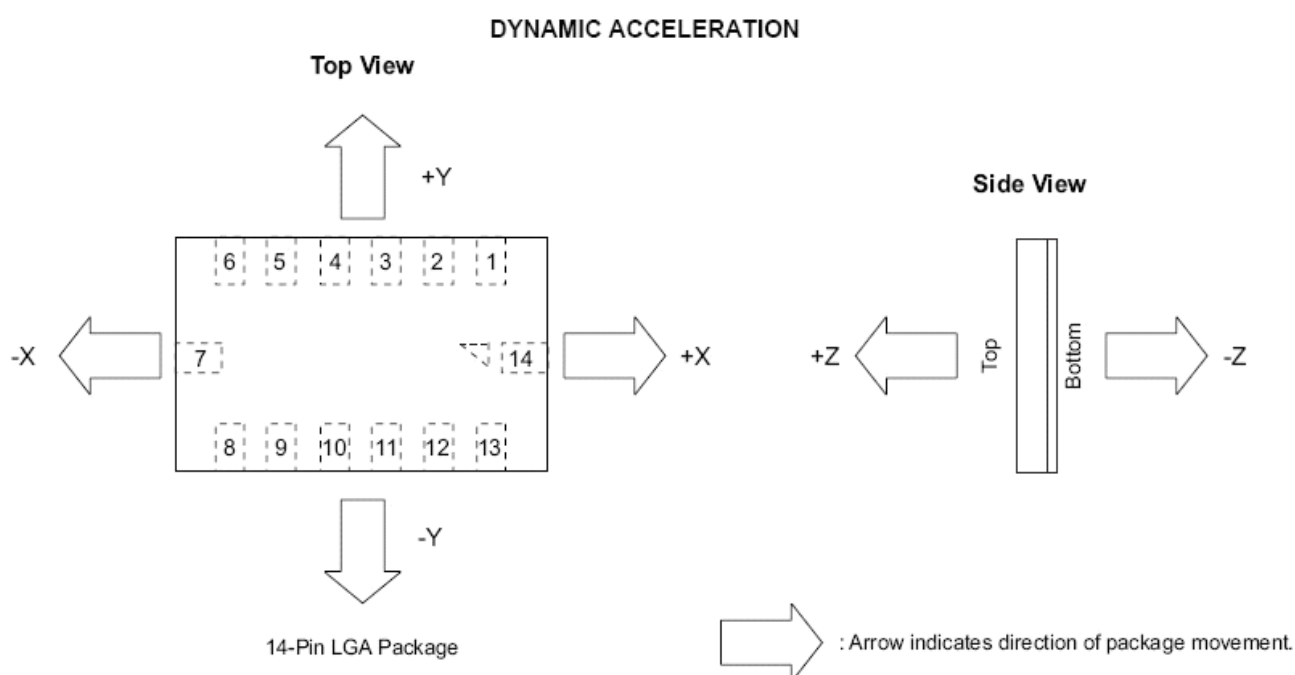 DYNAMIC ACCELERATION
Top View
+Y
Side View
6 5 4 3 2 1
-X 7 14 +X
+Z Top Bottom -Z
8 9 10 11 12 13
-Y
14-Pin LGA Package
: Arrow indicates direction of package movement.